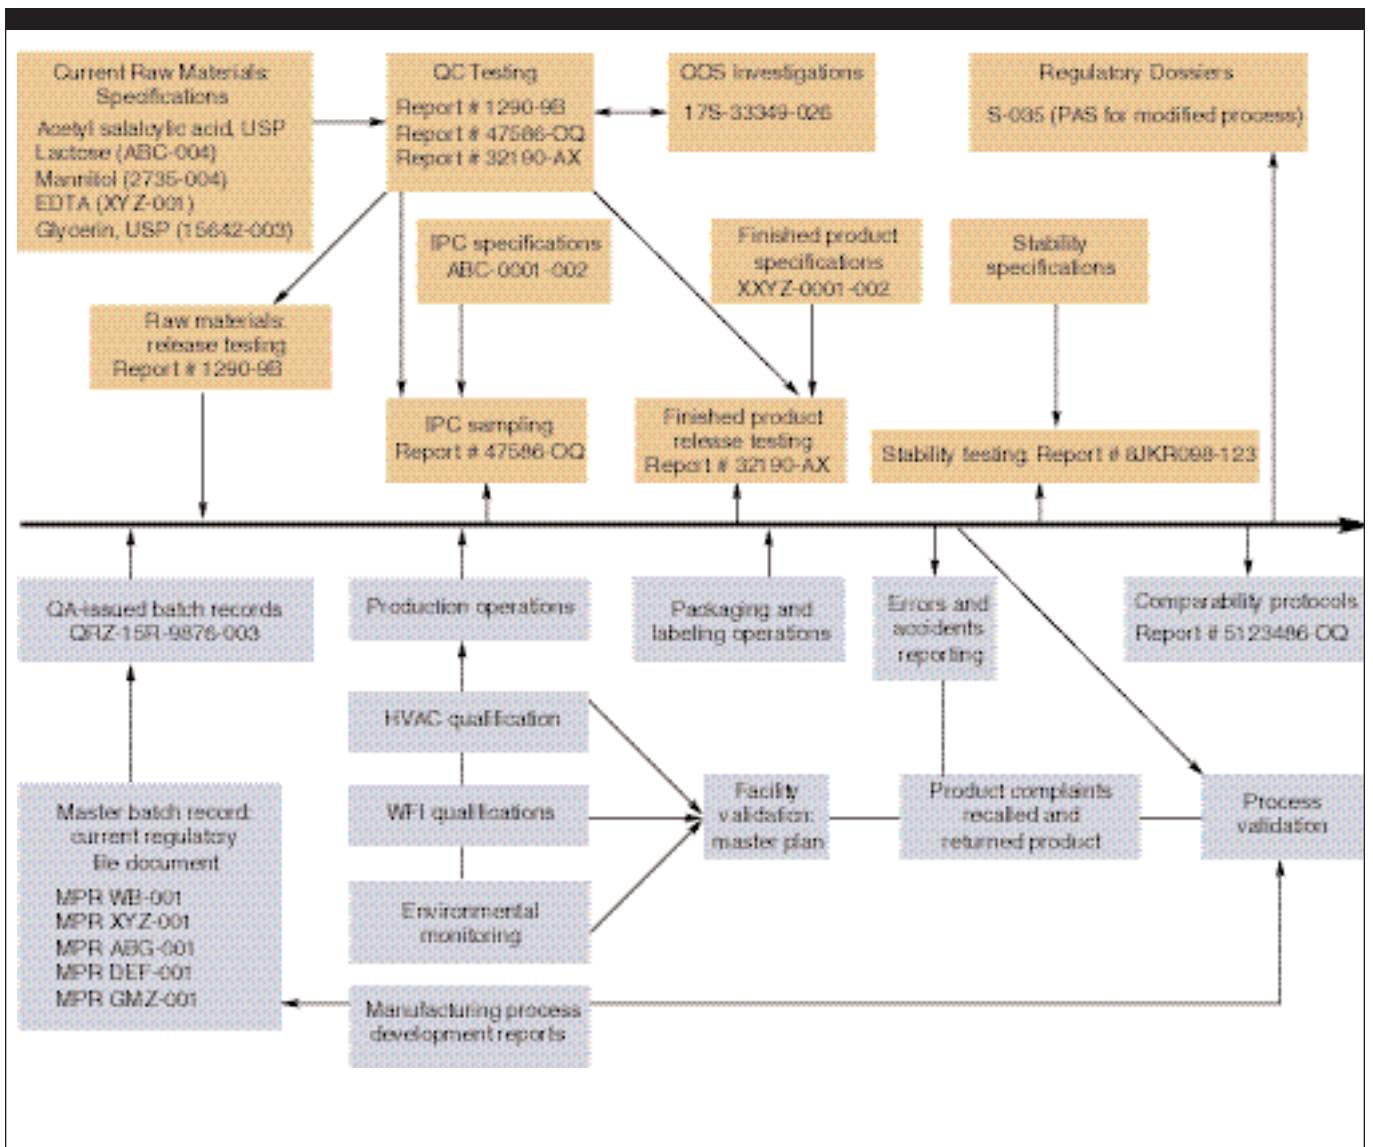 Current Raw Materials:
Specifications
Acetyl salalcylic acid, USP
Lactose (ABC-004)
Mannitol (2735-004)
EDTA (XYZ-001)
Glycerin, USP (15642-003)
QC Testing
Report # 1290-9B
Report # 47586-OQ
Report # 32190-AX
OOS Investigations
17S-33349-026
Regulatory Dossiers
S-035 (PAS for modified process)
IPC specifications
ABC-0001-002
Finished product
specifications
XXYZ-0001-002
Stability
specifications
Raw materials:
release testing
Report # 1290-9B
IPC sampling
Report # 47586-OQ
Finished product
release testing
Report # 32190-AX
Stability testing: Report # 8JKR098-123
QA-issued batch records
QRZ-15R-9876-003
Production operations
Packaging and
labeling operations
Errors and
accidents
reporting
Comparability protocols
Report # 5123486-OQ
HVAC qualification
WFI qualifications
Environmental
monitoring
Facility
validation:
master plan
Product complaints
recalled and
returned product
Process
validation
Master batch record:
current regulatory
file document
MPR WB-001
MPR XYZ-001
MPR ABG-001
MPR DEF-001
MPR GMZ-001
Manufacturing process
development reports